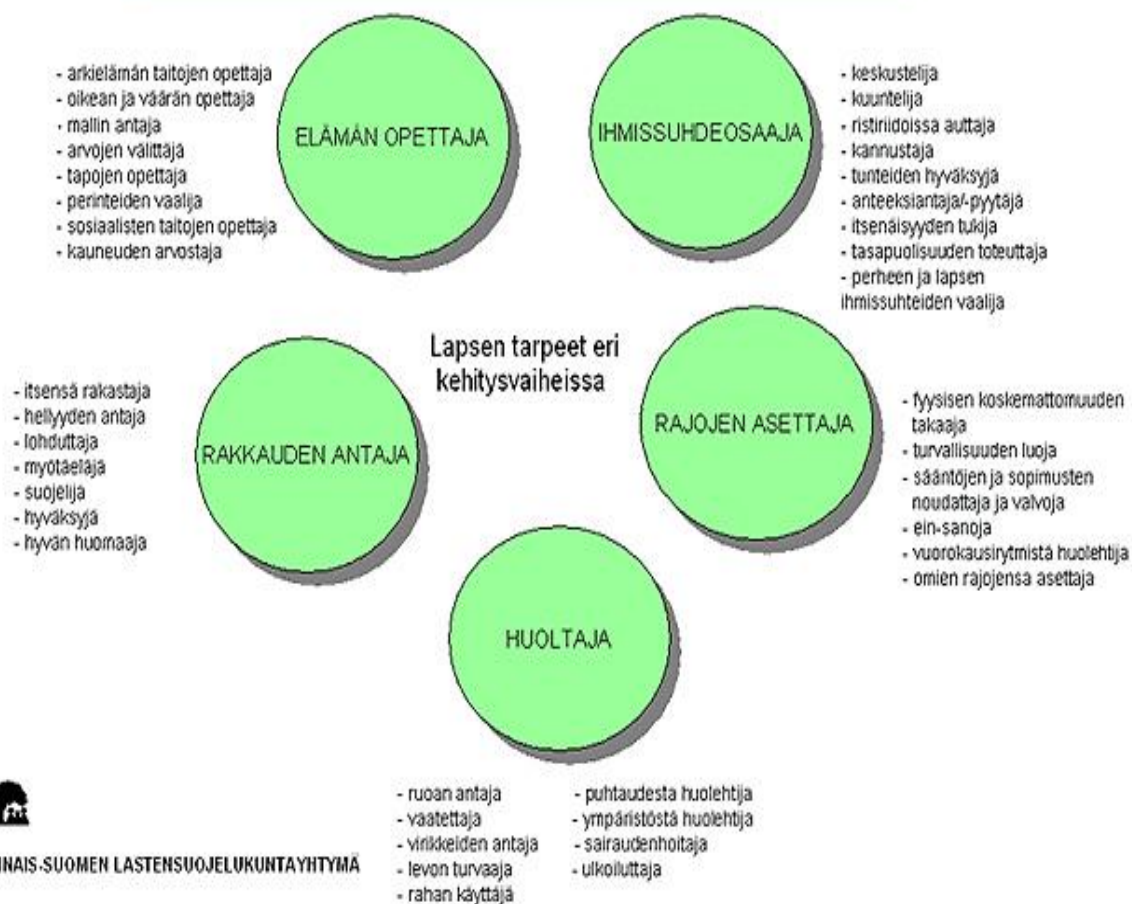 - arkielämän taitojen opettaja
- oikean ja väärän opettaja
- mallin antaja
- arvojen välittäjä
- tapojen opettaja
- perinteiden vaalija
- sosiaalisten taitojen opettaja
- kauneuden arvostaja
ELÄMÄN OPETTAJA
IHMISSUHDEOSAAJA
- keskustelija
- kuuntelija
- ristiriidoissa auttaja
- kannustaja
- tunteiden hyväksyjä
- anteeksiantaja/-pyytäjä
- itsenäisyyden tukija
- tasapuolisuuden toteuttaja
- perheen ja lapsen
ihmissuhteiden vaalija
Lapsen tarpeet eri
kehitysvaiheissa
- itsensä rakastaja
- hellyyden antaja
- lohduttaja
- myötäeläjä
- suojelija
- hyväksyjä
- hyvän huomaaja
RAKKAUDEN ANTAJA
RAJOJEN ASETTAJA
- fyysisen koskemattomuuden
takaaja
- turvallisuuden luoja
- sääntöjen ja sopimusten
noudattaja ja valvoja
- ein-sanoja
- vuorokausirytmistä huolehtija
- omien rajojensa asettaja
HUOLTAJA
- ruoan antaja
- vaatettaja
- virikkeiden antaja
- levon turvaaja
- rahan käyttäjä
- puhtaudesta huolehtija
- ympäristöstä huolehtija
- sairaudenhoitaja
- ulkoiluttaja
INAIS-SUOMEN LASTENSUOJELUKUNTAYHTYMÄ